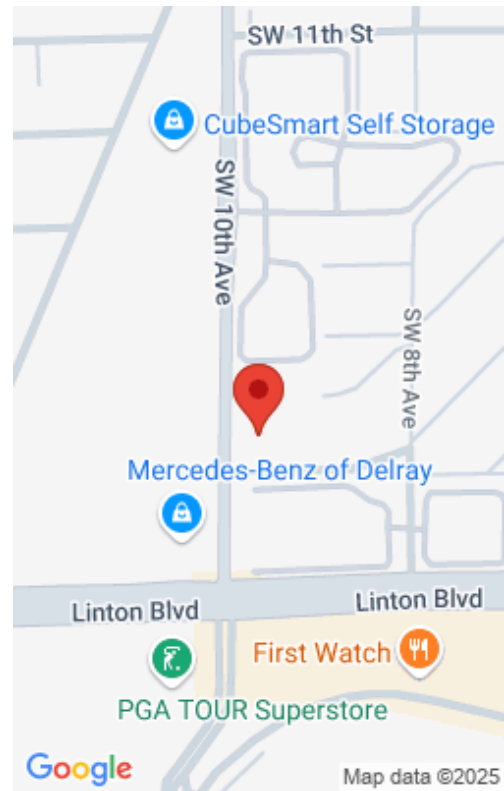 SW 11th St
CubeSmart Self Storage
SW 10th Ave
SW 8th Ave
Mercedes-Benz of Delray
Linton Blvd
Linton Blvd
First Watch
PGA TOUR Superstore
Google
Map data ©2025